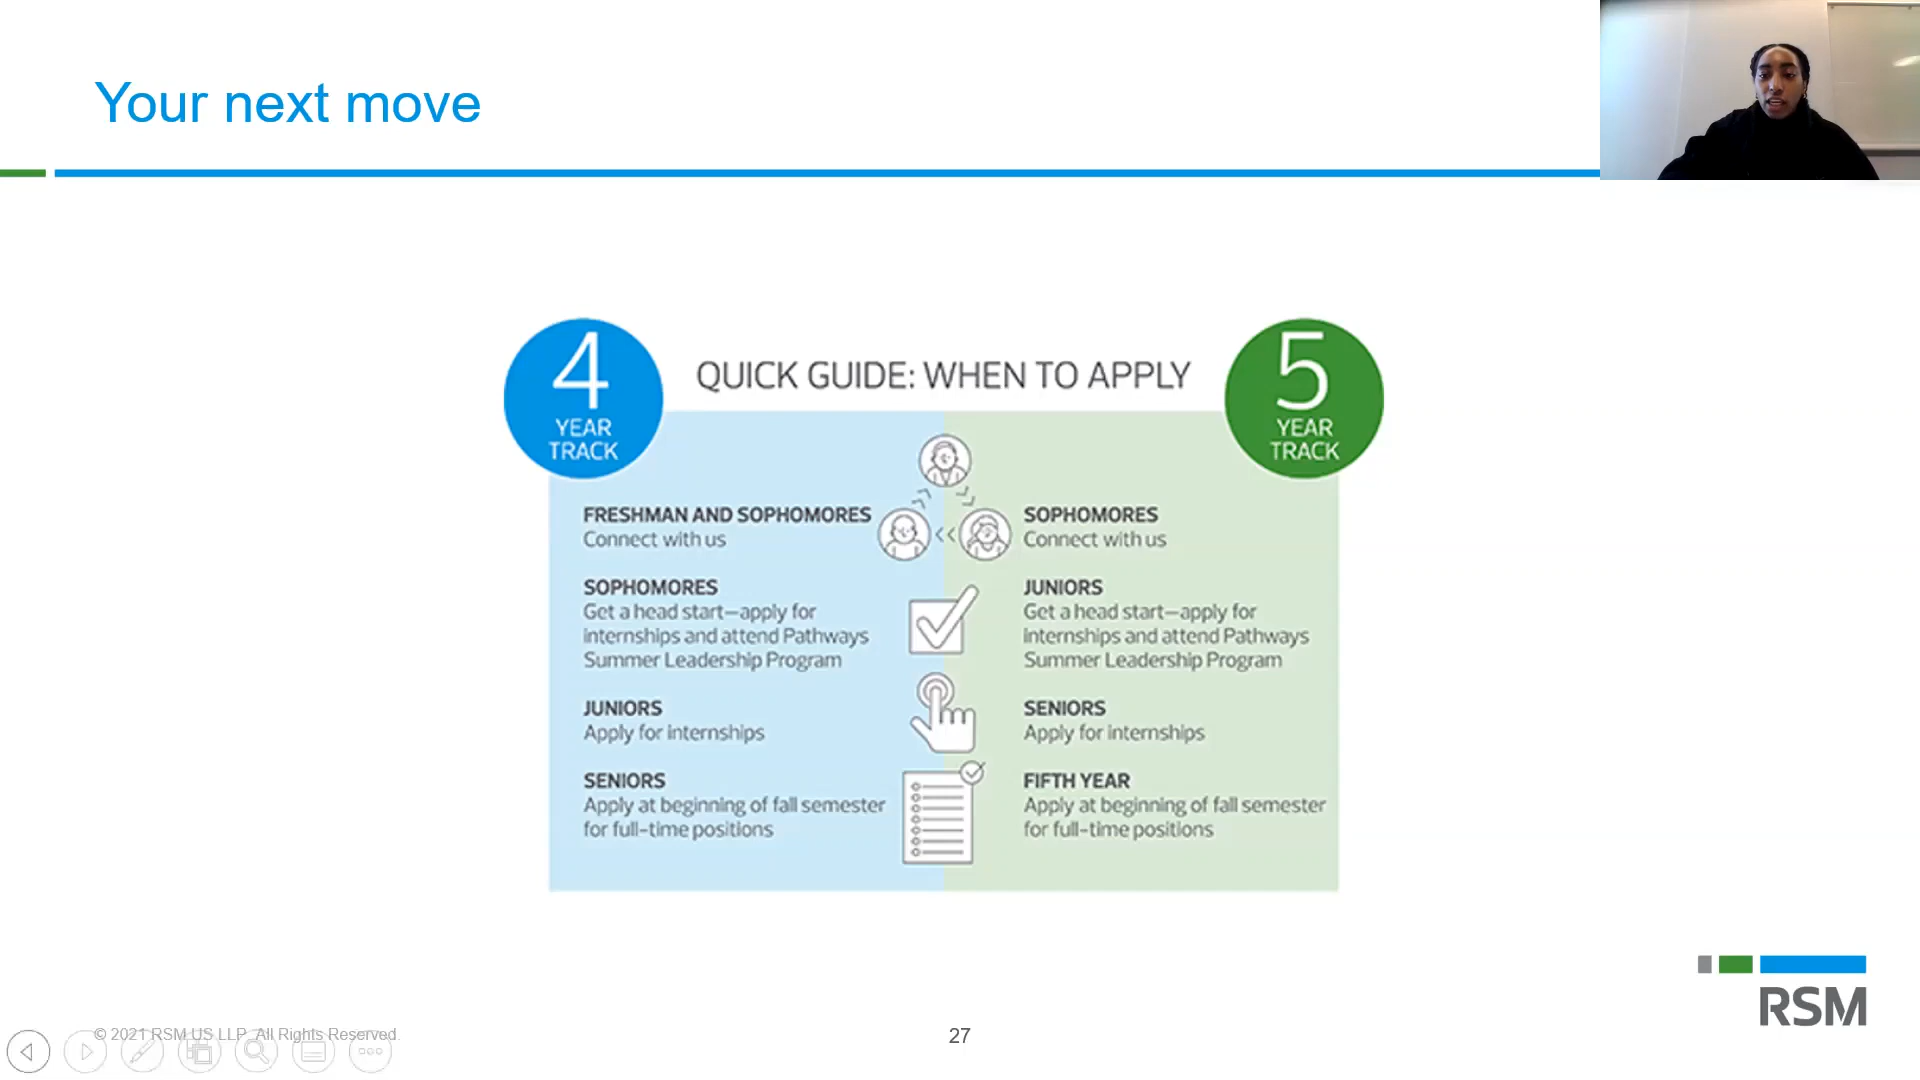 Your next move
4
YEAR
TRACK
QUICK GUIDE: WHEN TO APPLY
5
YEAR
TRACK
FRESHMAN AND SOPHOMORES
Connect with us
SOPHOMORES
Get a head start—apply for
internships and attend Pathways
Summer Leadership Program
JUNIORS
Apply for internships
SENIORS
Apply at beginning of fall semester
for full-time positions
SOPHOMORES
Connect with us
JUNIORS
Get a head start—apply for
internships and attend Pathways
Summer Leadership Program
SENIORS
Apply for internships
FIFTH YEAR
Apply at beginning of fall semester
for full-time positions
RSM
© 2021 RSM US LLP. All Rights Reserved.
27